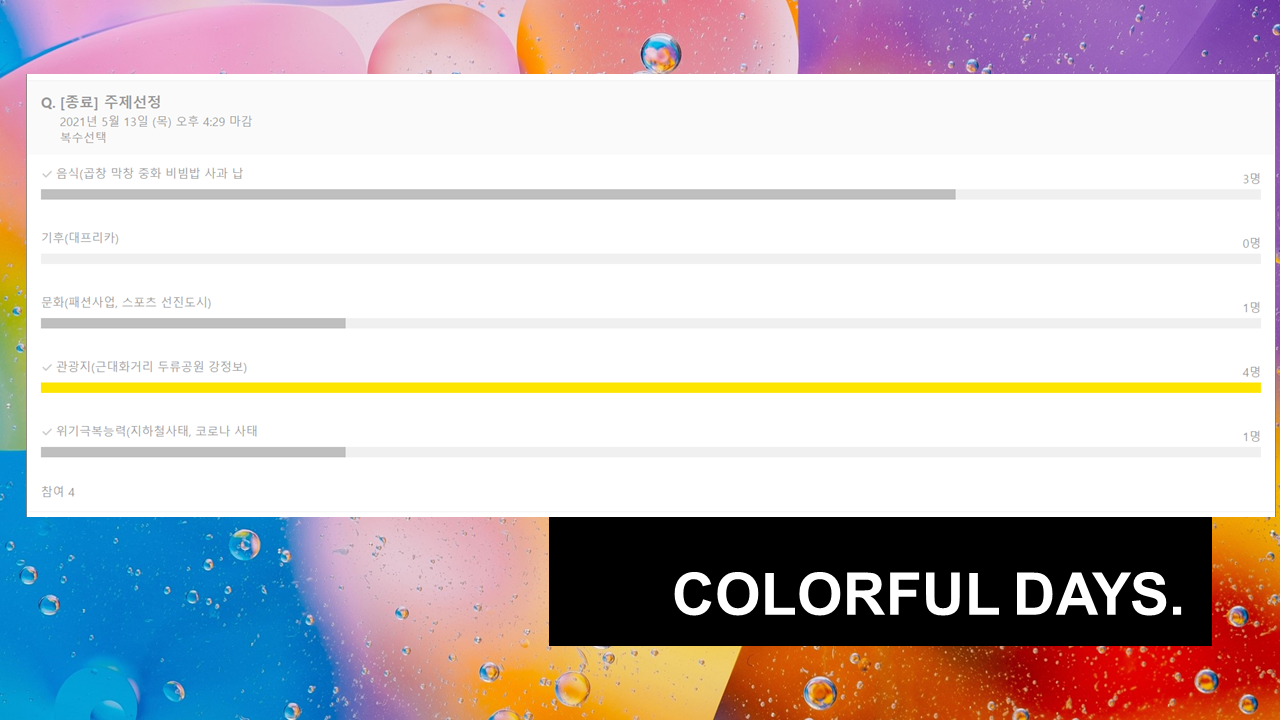 Q. [종료] 주제선정
2021년 5월 13일 (목) 오후 4:29 마감
복수선택
음식(곱창 막창 중화 비빔밥 사과 납
3명
기후(대프리카)
0명
문화(패션사업, 스포츠 선진도시)
1명
관광지(근대화거리 두류공원 강정보)
4명
위기극복능력(지하철사태, 코로나 사태
1명
참여 4
COLORFUL DAYS.